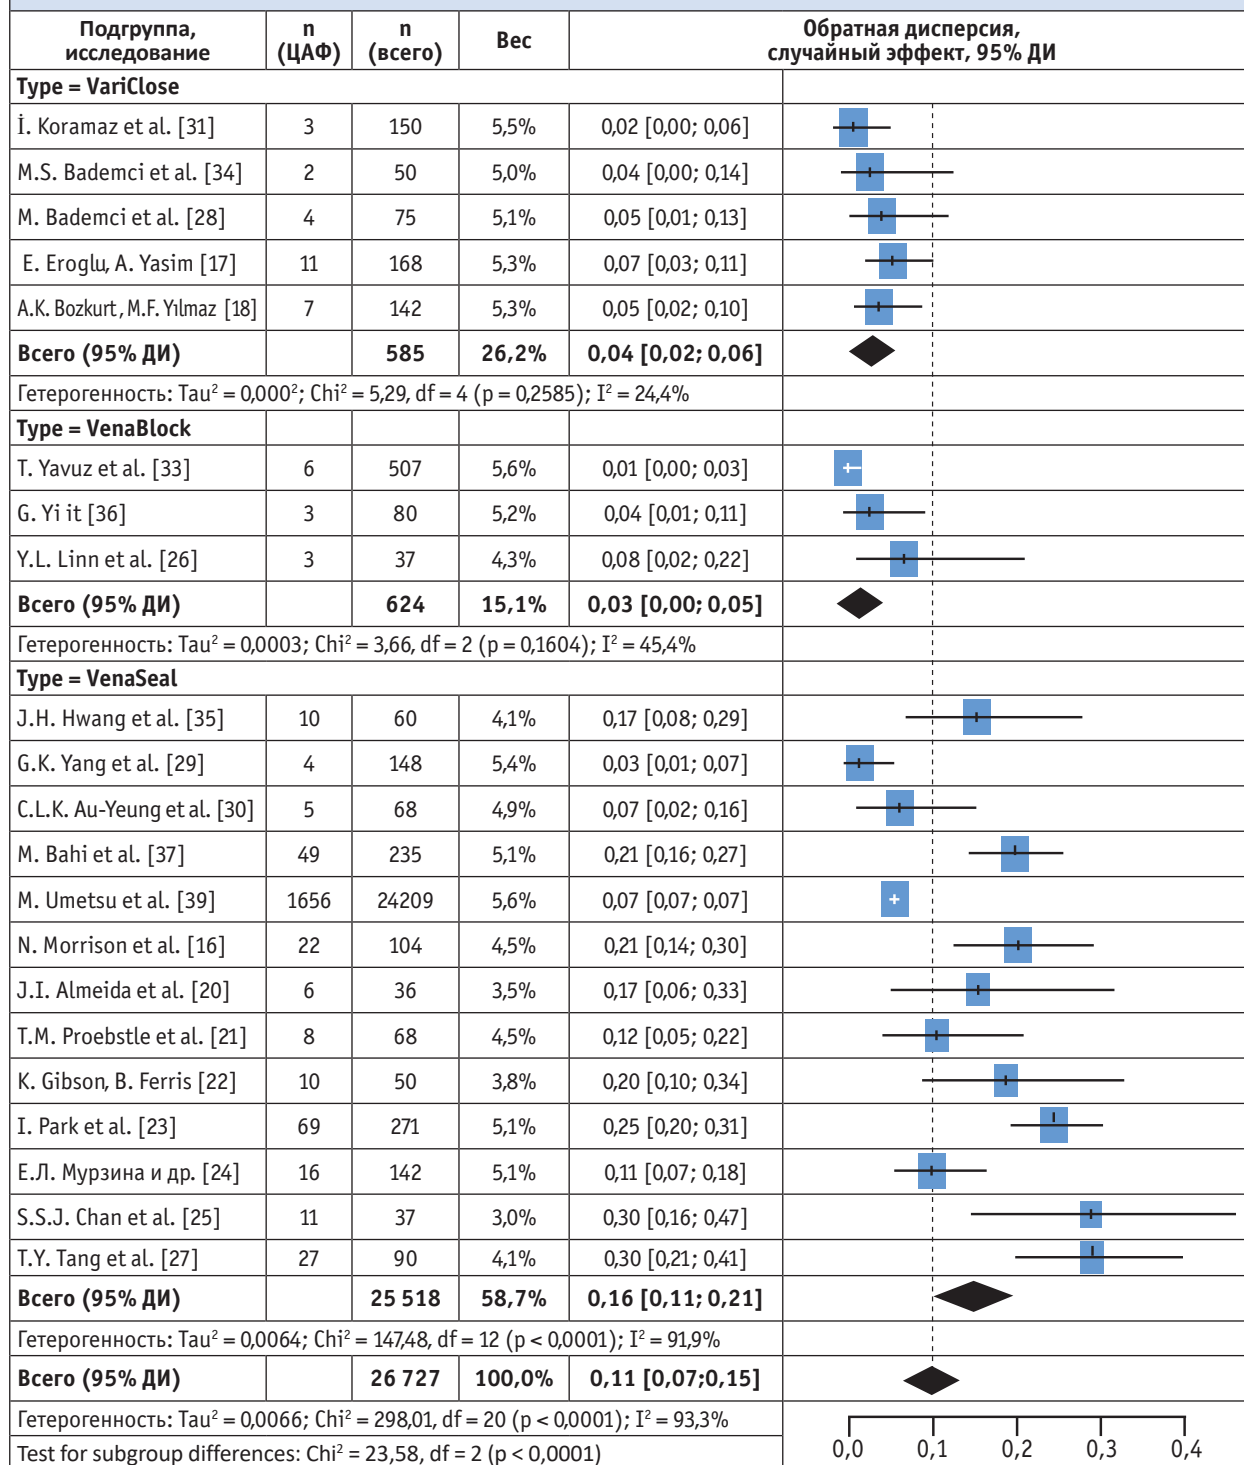 Подгруппа, исследование n (ЦАФ) n (всего) Вес Обратная дисперсия, случайный эффект, 95% ДИ
Type = VariClose
İ. Koramaz et al. [31] 3 150 5,5% 0,02 [0,00; 0,06]
M.S. Bademci et al. [34] 2 50 5,0% 0,04 [0,00; 0,14]
M. Bademci et al. [28] 4 75 5,1% 0,05 [0,01; 0,13]
E. Eroglu, A. Yasim [17] 11 168 5,3% 0,07 [0,03; 0,11]
A.K. Bozkurt, M.F. Yılmaz [18] 7 142 5,3% 0,05 [0,02; 0,10]
Всего (95% ДИ) 585 26,2% 0,04 [0,02; 0,06]
Гетерогенность: Tau² = 0,000²; Chi² = 5,29, df = 4 (p = 0,2585); I² = 24,4%
Type = VenaBlock
T. Yavuz et al. [33] 6 507 5,6% 0,01 [0,00; 0,03]
G. Yi it [36] 3 80 5,2% 0,04 [0,01; 0,11]
Y.L. Linn et al. [26] 3 37 4,3% 0,08 [0,02; 0,22]
Всего (95% ДИ) 624 15,1% 0,03 [0,00; 0,05]
Гетерогенность: Tau² = 0,0003; Chi² = 3,66, df = 2 (p = 0,1604); I² = 45,4%
Type = VenaSeal
J.H. Hwang et al. [35] 10 60 4,1% 0,17 [0,08; 0,29]
G.K. Yang et al. [29] 4 148 5,4% 0,03 [0,01; 0,07]
C.L.K. Au-Yeung et al. [30] 5 68 4,9% 0,07 [0,02; 0,16]
M. Bahi et al. [37] 49 235 5,1% 0,21 [0,16; 0,27]
M. Umetsu et al. [39] 1656 24209 5,6% 0,07 [0,07; 0,07]
N. Morrison et al. [16] 22 104 4,5% 0,21 [0,14; 0,30]
J.I. Almeida et al. [20] 6 36 3,5% 0,17 [0,06; 0,33]
T.M. Proebstle et al. [21] 8 68 4,5% 0,12 [0,05; 0,22]
K. Gibson, B. Ferris [22] 10 50 3,8% 0,20 [0,10; 0,34]
I. Park et al. [23] 69 271 5,1% 0,25 [0,20; 0,31]
Е.Л. Мурзина и др. [24] 16 142 5,1% 0,11 [0,07; 0,18]
S.S.J. Chan et al. [25] 11 37 3,0% 0,30 [0,16; 0,47]
T.Y. Tang et al. [27] 27 90 4,1% 0,30 [0,21; 0,41]
Всего (95% ДИ) 25 518 58,7% 0,16 [0,11; 0,21]
Гетерогенность: Tau² = 0,0064; Chi² = 147,48, df = 12 (p < 0,0001); I² = 91,9%
Всего (95% ДИ) 26 727 100,0% 0,11 [0,07;0,15]
Гетерогенность: Tau² = 0,0066; Chi² = 298,01, df = 20 (p < 0,0001); I² = 93,3%
Test for subgroup differences: Chi² = 23,58, df = 2 (p < 0,0001)
0,0 0,1 0,2 0,3 0,4